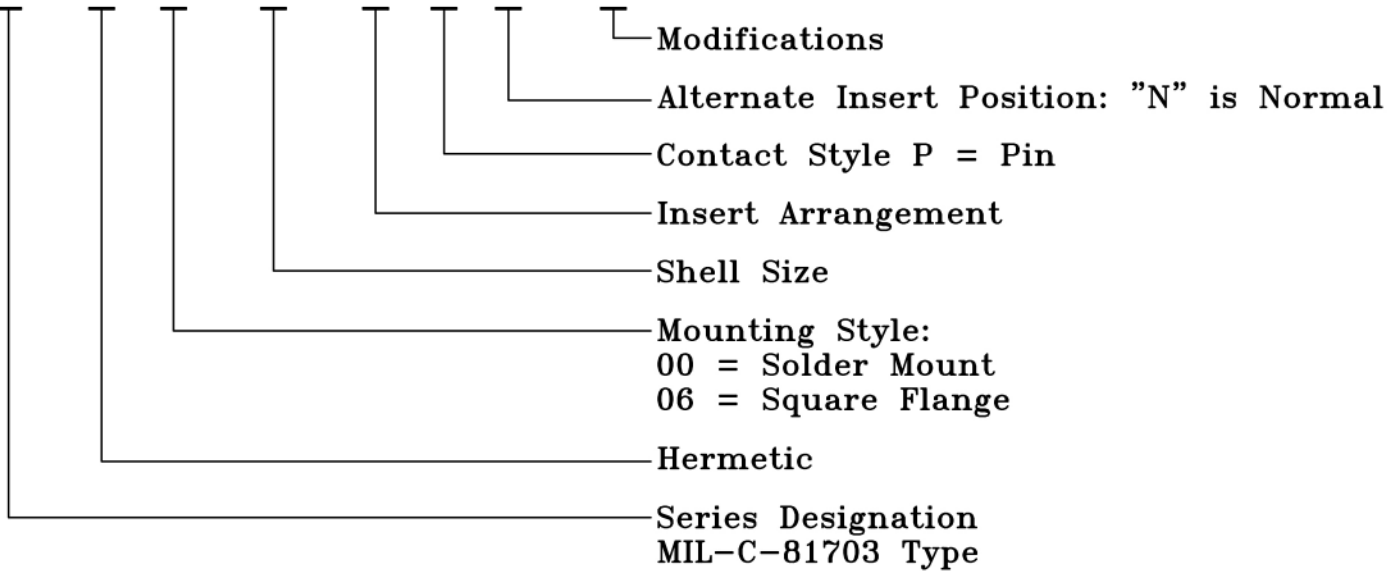 Modifications
Alternate Insert Position: ”N” is Normal
Contact Style P = Pin
Insert Arrangement
Shell Size
Mounting Style:
00 = Solder Mount
06 = Square Flange
Hermetic
Series Designation
MIL-C-81703 Type